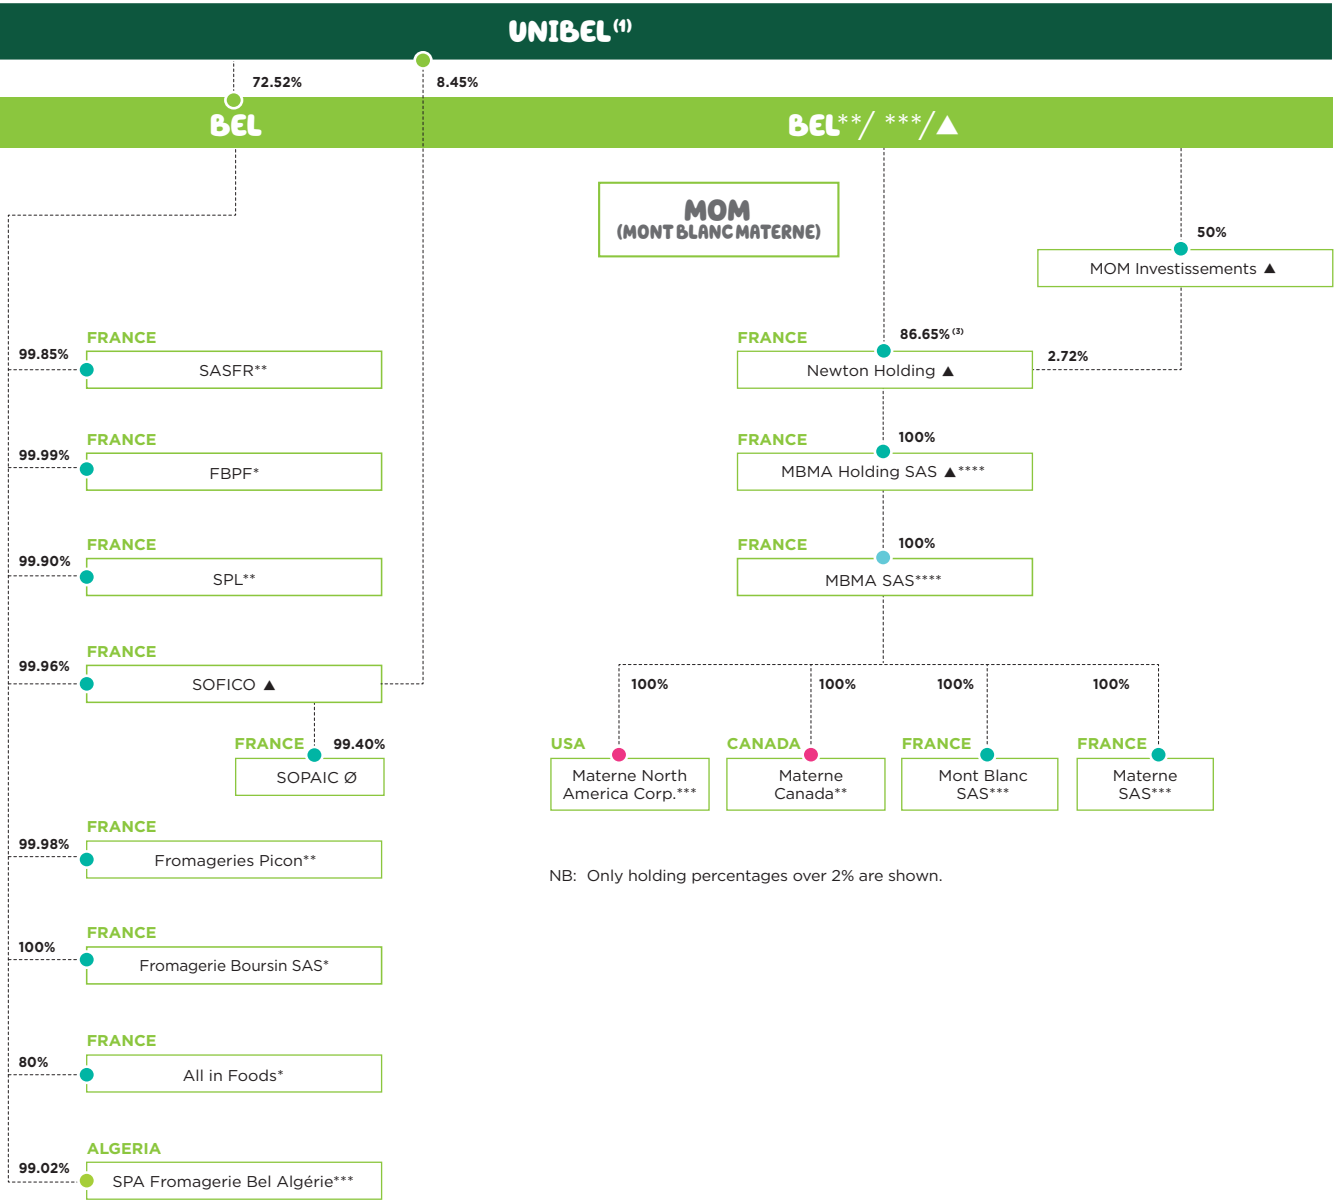 UNIBEL(1)
72.52%
8.45%
BEL
BEL**/ ***/▲
MOM
(MONT BLANC MATERNE)
50%
MOM Investissements ▲
FRANCE
99.85%
SASFR**
FRANCE
86.65% (3)
Newton Holding ▲
2.72%
FRANCE
99.99%
FBPF*
FRANCE
100%
MBMA Holding SAS ▲****
FRANCE
99.90%
SPL**
FRANCE
100%
MBMA SAS****
FRANCE
99.96%
SOFICO ▲
FRANCE
99.40%
SOPAIC Ø
100%
100%
100%
100%
USA
Materne North
America Corp.***
CANADA
Materne
Canada**
FRANCE
Mont Blanc
SAS***
FRANCE
Materne
SAS***
FRANCE
99.98%
Fromageries Picon**
NB: Only holding percentages over 2% are shown.
FRANCE
100%
Fromagerie Boursin SAS*
FRANCE
80%
All in Foods*
ALGERIA
99.02%
SPA Fromagerie Bel Algérie***